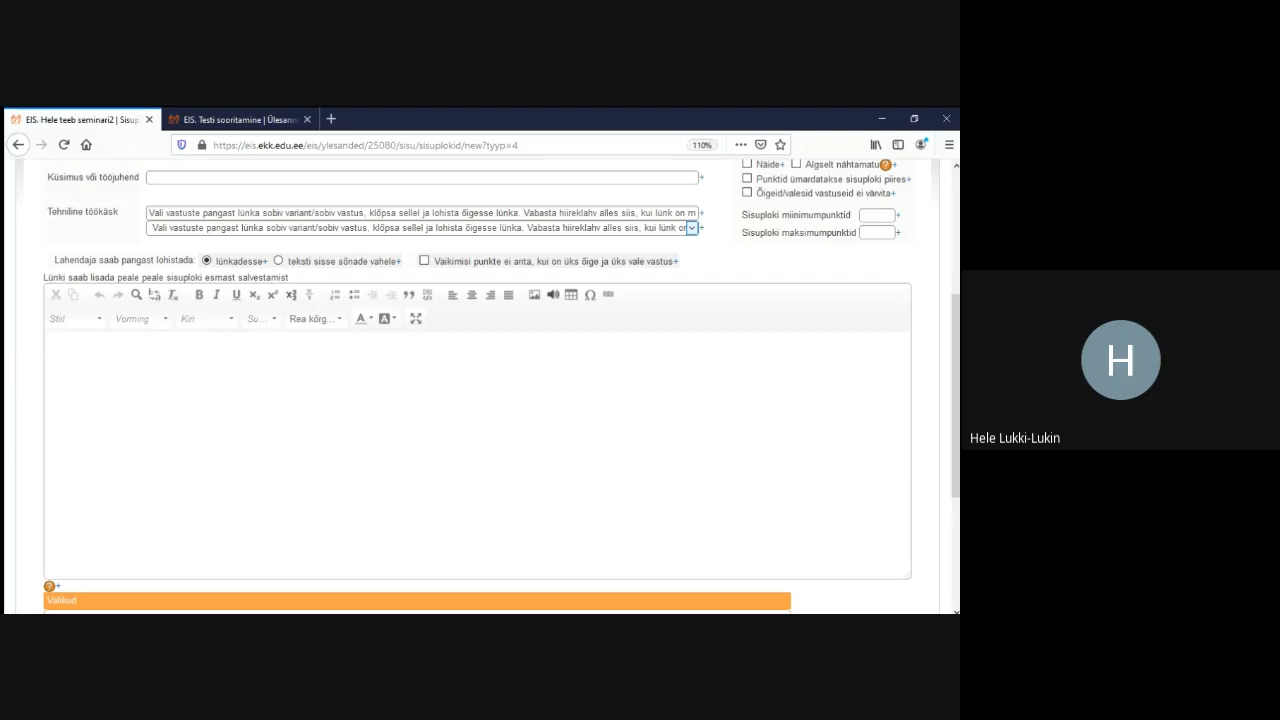 EIS. Hele teeb seminari2 | Sisup
EIS. Testi sooritamine | Ülesann
https://eis.ekk.edu.ee/eis/ylesanded/25080/sisu/sisuplokid/new?tyyp=4
110%
Küsimus või tööjuhend
+
Näide+ Algselt nähtamatu ?+
Punktid ümardatakse sisuploki piires+
Õigeid/valesid vastuseid ei värvita+
Tehniline töökäsk
Vali vastuste pangast lünka sobiv variant/sobiv vastus, klõpsa sellel ja lohista õigesse lünka. Vabasta hiireklahv alles siis, kui lünk on m +
Vali vastuste pangast lünka sobiv variant/sobiv vastus, klõpsa sellel ja lohista õigesse lünka. Vabasta hiireklahv alles siis, kui lünk on +
Sisuploki miinimumpunktid +
Sisuploki maksimumpunktid +
Lahendaja saab pangast lohistada: lünkadesse+ teksti sisse sõnade vahele+ Vaikimisi punkte ei anta, kui on üks õige ja üks vale vastus+
Lünki saab lisada peale peale sisuploki esmast salvestamist
B I U x₂ x² Ω
Stiil Vorming Kiri Su... Rea kõrg... A A
?+
Valikud
H
Hele Lukki-Lukin